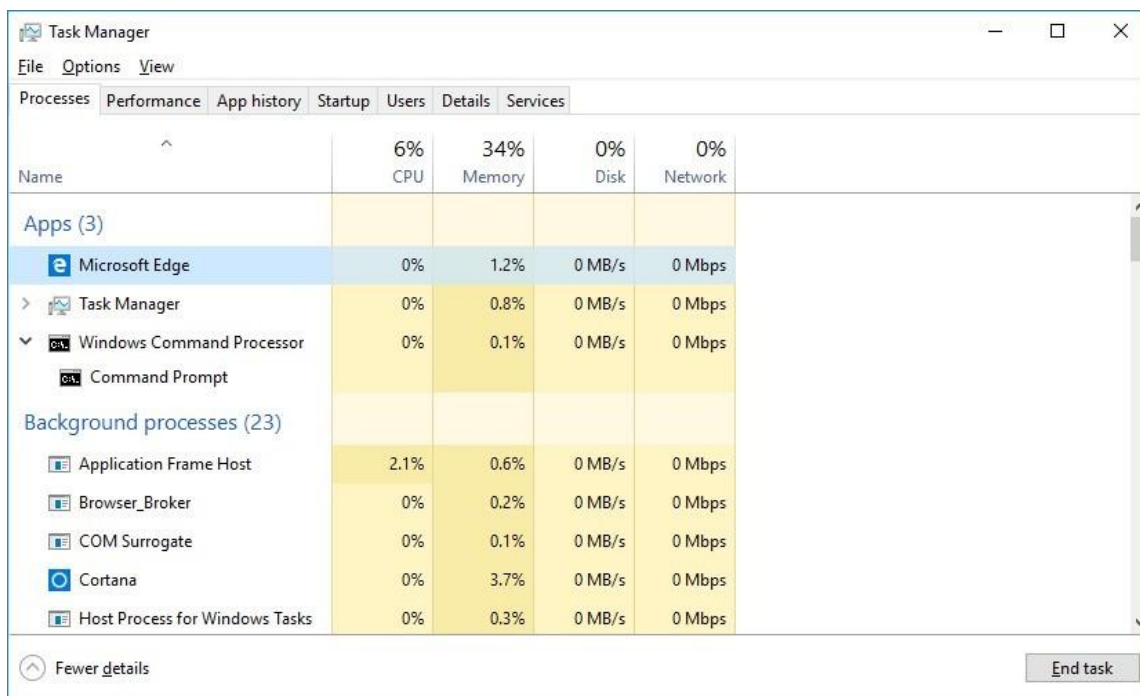 Task Manager
File Options View
Processes Performance App history Startup Users Details Services
6% 34% 0% 0%
Name CPU Memory Disk Network
Apps (3)
Microsoft Edge 0% 1.2% 0 MB/s 0 Mbps
Task Manager 0% 0.8% 0 MB/s 0 Mbps
Windows Command Processor 0% 0.1% 0 MB/s 0 Mbps
Command Prompt
Background processes (23)
Application Frame Host 2.1% 0.6% 0 MB/s 0 Mbps
Browser_Broker 0% 0.2% 0 MB/s 0 Mbps
COM Surrogate 0% 0.1% 0 MB/s 0 Mbps
Cortana 0% 3.7% 0 MB/s 0 Mbps
Host Process for Windows Tasks 0% 0.3% 0 MB/s 0 Mbps
Fewer details End task